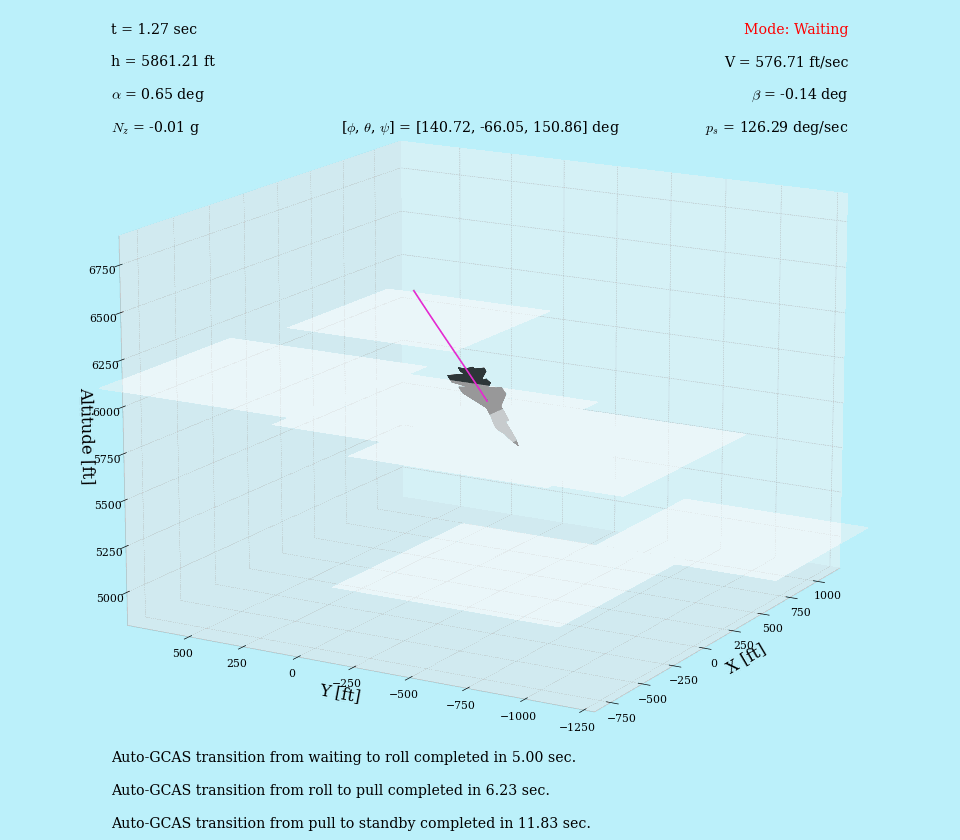 t = 1.27 sec
Mode: Waiting
h = 5861.21 ft
V = 576.71 ft/sec
α = 0.65 deg
β = -0.14 deg
N_z = -0.01 g
[ϕ, θ, ψ] = [140.72, -66.05, 150.86] deg
p_s = 126.29 deg/sec
6750
6500
6250
6000
5750
5500
5250
5000
Altitude [ft]
500
250
0
−250
−500
−750
−1000
−1250
Y [ft]
1000
750
500
250
0
−250
−500
−750
X [ft]
Auto-GCAS transition from waiting to roll completed in 5.00 sec.
Auto-GCAS transition from roll to pull completed in 6.23 sec.
Auto-GCAS transition from pull to standby completed in 11.83 sec.